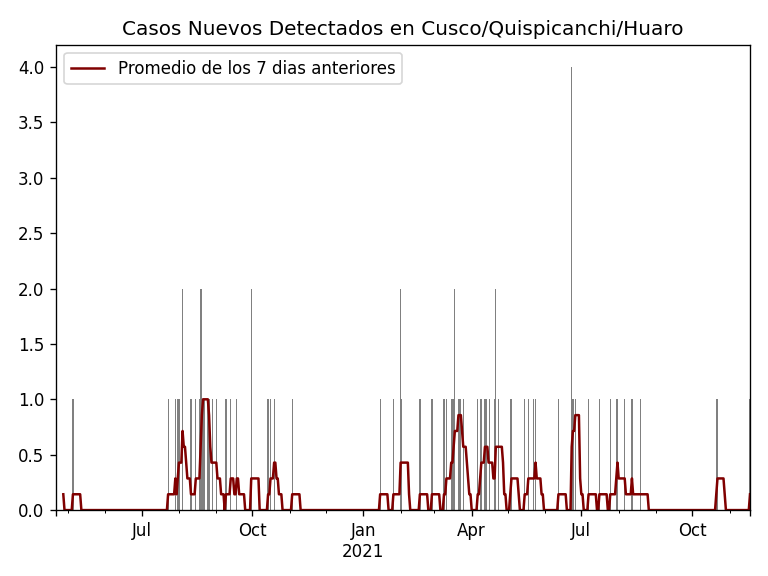 Casos Nuevos Detectados en Cusco/Quispicanchi/Huaro
Promedio de los 7 dias anteriores
4.0
3.5
3.0
2.5
2.0
1.5
1.0
0.5
0.0
Jul
Oct
Jan
2021
Apr
Jul
Oct